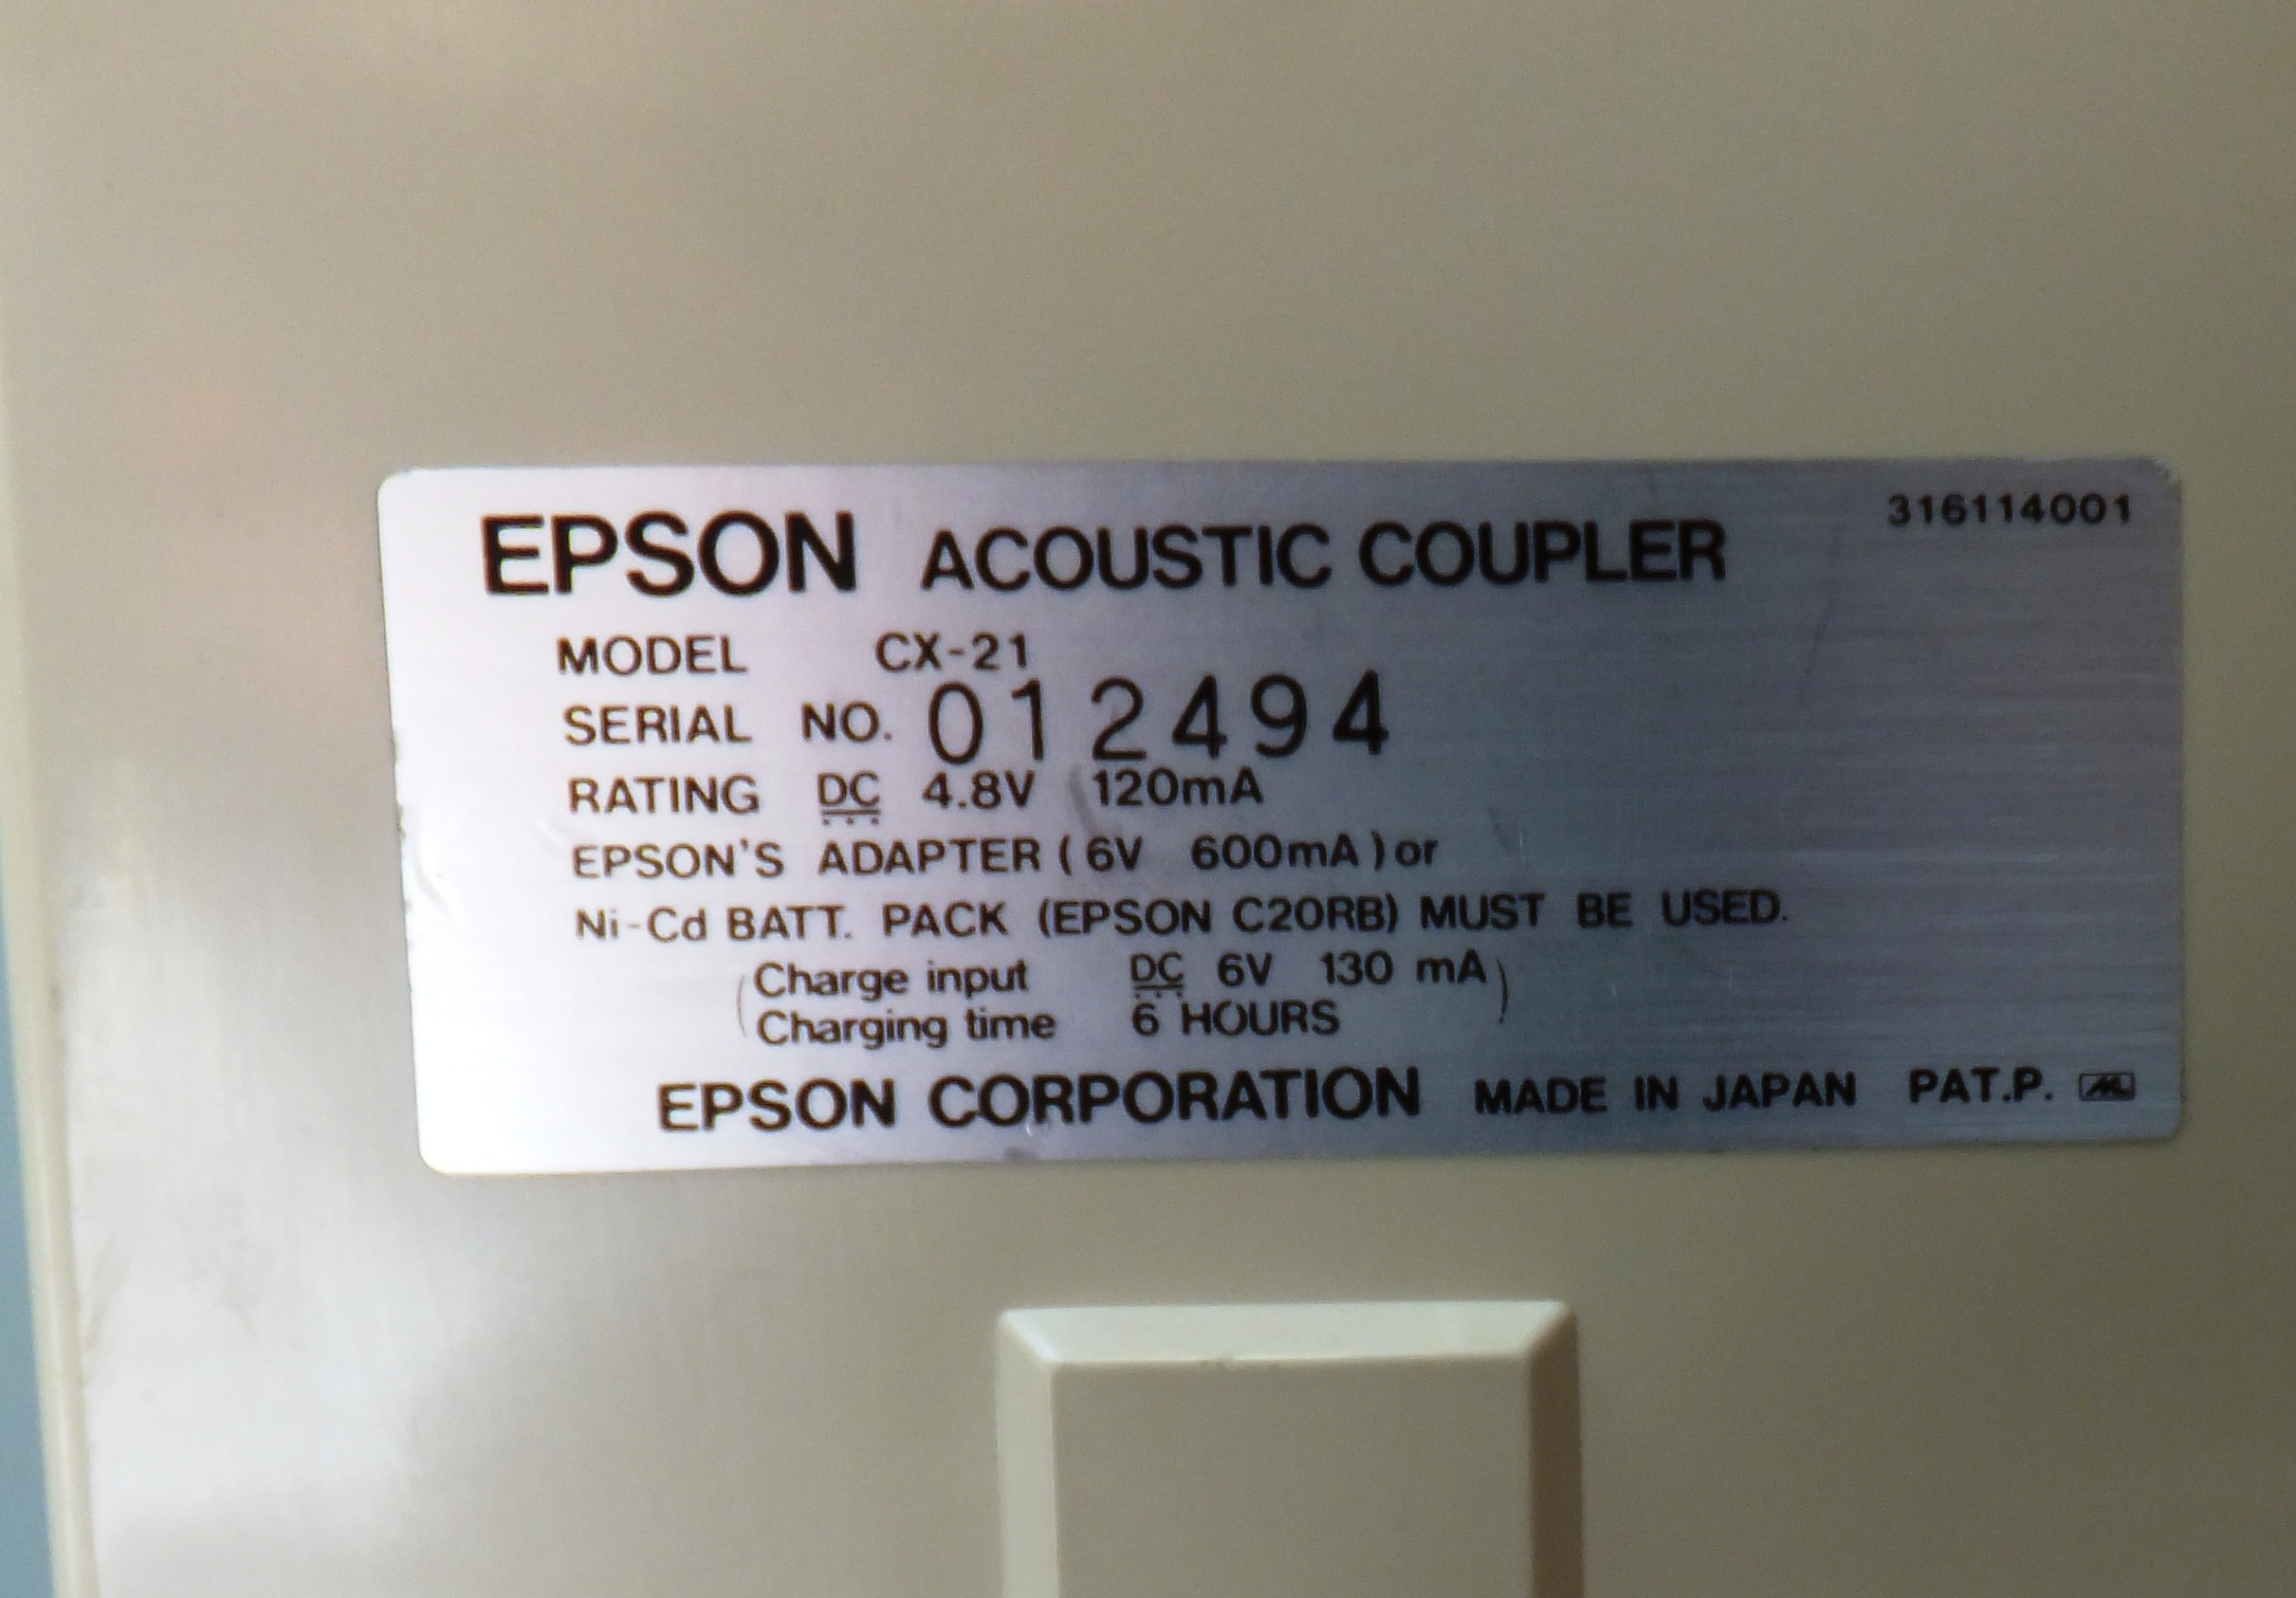 316114001
EPSON ACOUSTIC COUPLER
MODEL CX-21
SERIAL NO. 012494
RATING DC 4.8V 120mA
EPSON'S ADAPTER (6V 600mA) or
Ni-Cd BATT. PACK (EPSON C20RB) MUST BE USED.
(Charge input DC 6V 130 mA)
Charging time 6 HOURS
EPSON CORPORATION MADE IN JAPAN PAT.P.